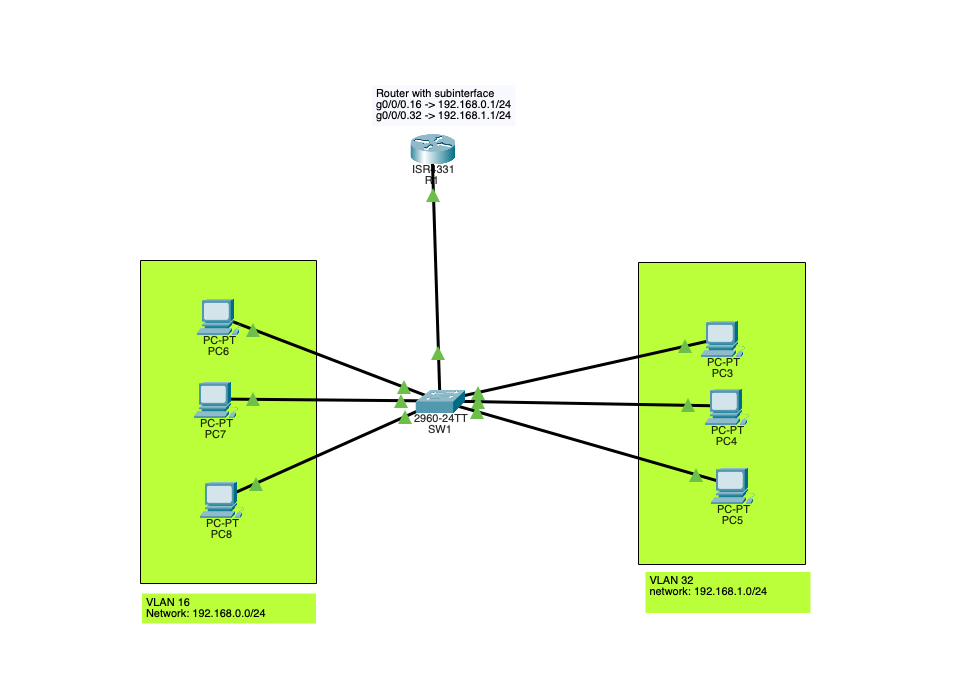 Router with subinterface
g0/0/0.16 -> 192.168.0.1/24
g0/0/0.32 -> 192.168.1.1/24
ISR4331
R1
PC-PT
PC6
PC-PT
PC7
PC-PT
PC8
2960-24TT
SW1
PC-PT
PC3
PC-PT
PC4
PC-PT
PC5
VLAN 16
Network: 192.168.0.0/24
VLAN 32
network: 192.168.1.0/24